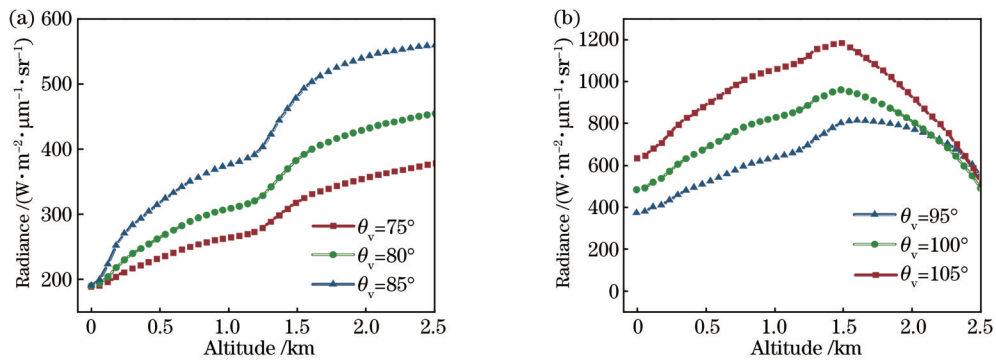 (a)
600
500
400
300
200
Radiance /(W·m⁻²·μm⁻¹·sr⁻¹)
θᵥ=75°
θᵥ=80°
θᵥ=85°
0 0.5 1.0 1.5 2.0 2.5
Altitude /km
(b)
1200
1000
800
600
400
200
0
Radiance /(W·m⁻²·μm⁻¹·sr⁻¹)
θᵥ=95°
θᵥ=100°
θᵥ=105°
0 0.5 1.0 1.5 2.0 2.5
Altitude /km